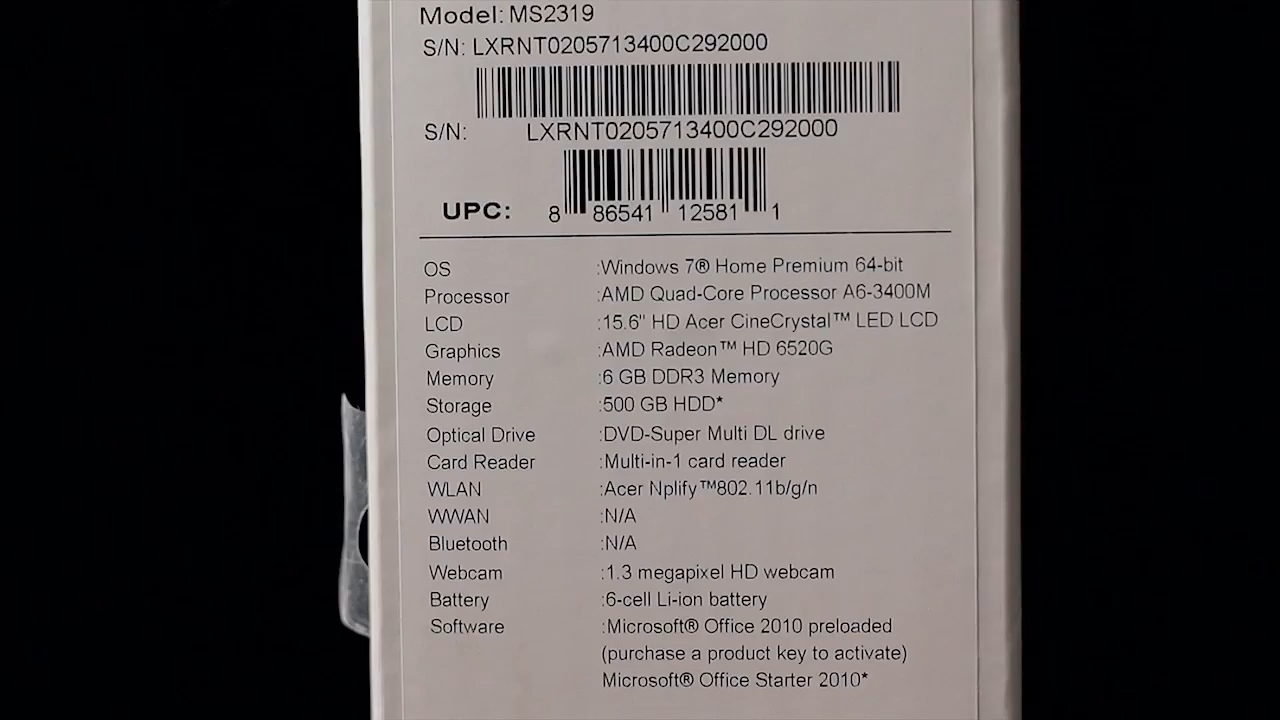 Model: MS2319
S/N: LXRNT0205713400C292000
S/N: LXRNT0205713400C292000
UPC: 8 86541 12581 1
OS :Windows 7® Home Premium 64-bit
Processor :AMD Quad-Core Processor A6-3400M
LCD :15.6" HD Acer CineCrystal™ LED LCD
Graphics :AMD Radeon™ HD 6520G
Memory :6 GB DDR3 Memory
Storage :500 GB HDD*
Optical Drive :DVD-Super Multi DL drive
Card Reader :Multi-in-1 card reader
WLAN :Acer Nplify™802.11b/g/n
WWAN :N/A
Bluetooth :N/A
Webcam :1.3 megapixel HD webcam
Battery :6-cell Li-ion battery
Software :Microsoft® Office 2010 preloaded
(purchase a product key to activate)
Microsoft® Office Starter 2010*